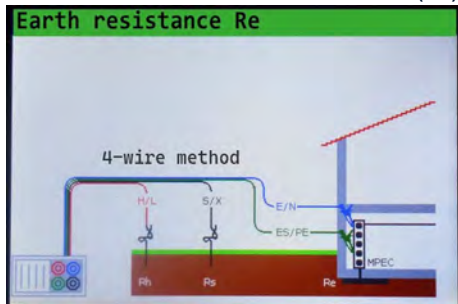 Earth resistance Re
4-wire method
H/L
S/X
E/N
ES/PE
MPEC
Rh
Rs
Re